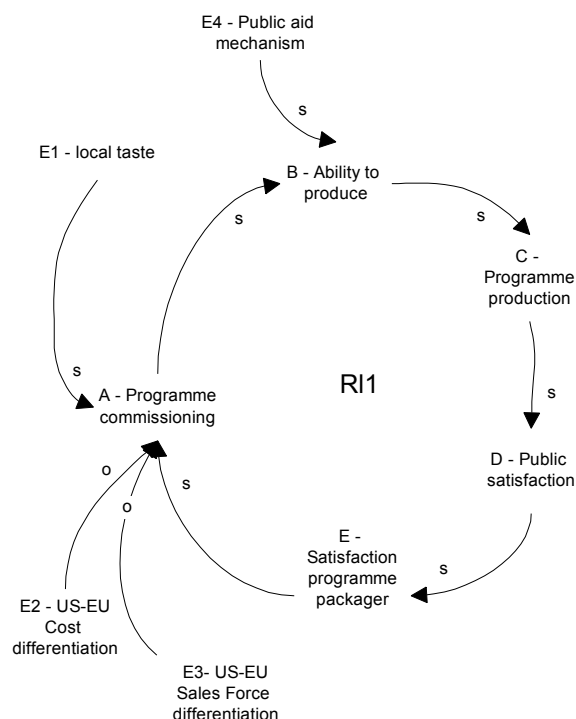 E4 - Public aid
mechanism
s
E1 - local taste
B - Ability to
produce
s
s
C -
Programme
production
s
A - Programme
commissioning
RI1
s
o
s
o
D - Public
satisfaction
E -
Satisfaction
programme
packager
s
E2 - US-EU
Cost
differentiation
E3- US-EU
Sales Force
differentiation